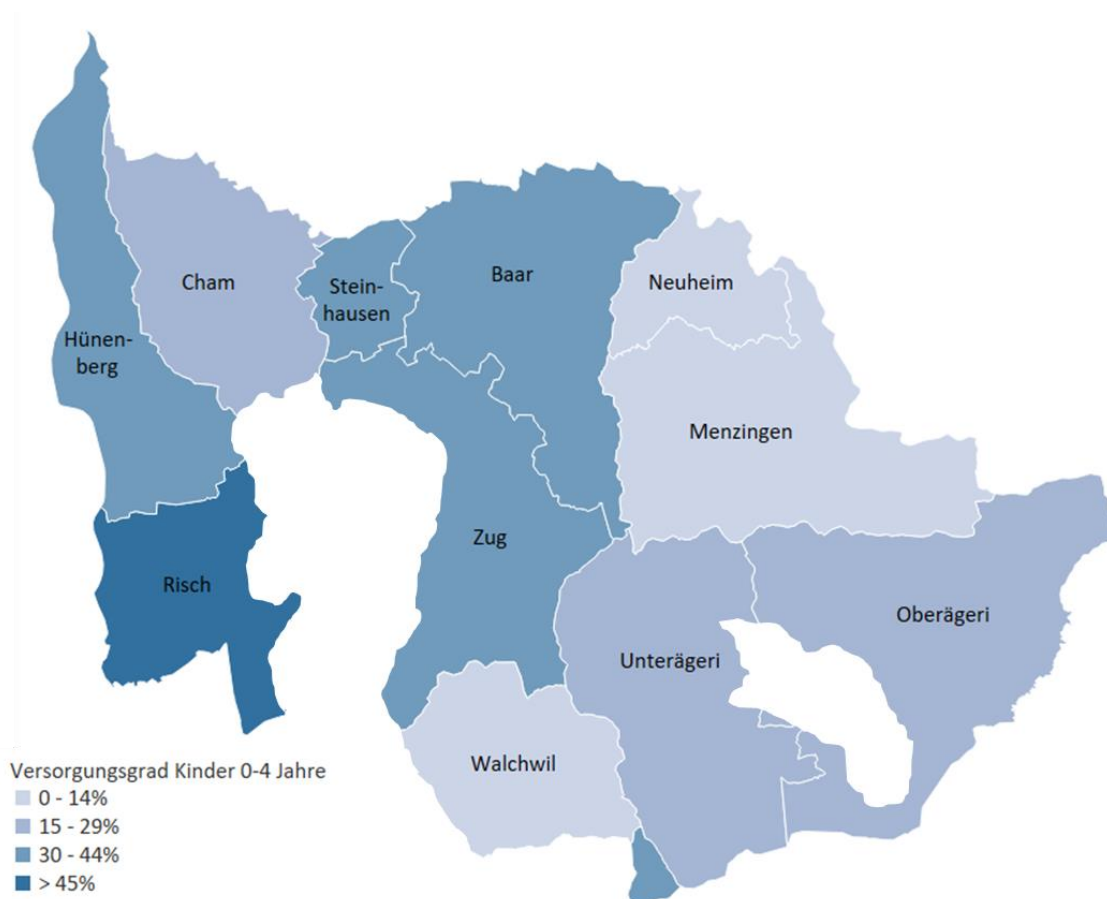 Cham
Stein-
hausen
Baar
Neuheim
Hünen-
berg
Menzingen
Zug
Risch
Oberägeri
Unterägeri
Walchwil
Versorgungsgrad Kinder 0-4 Jahre
0 - 14%
15 - 29%
30 - 44%
> 45%